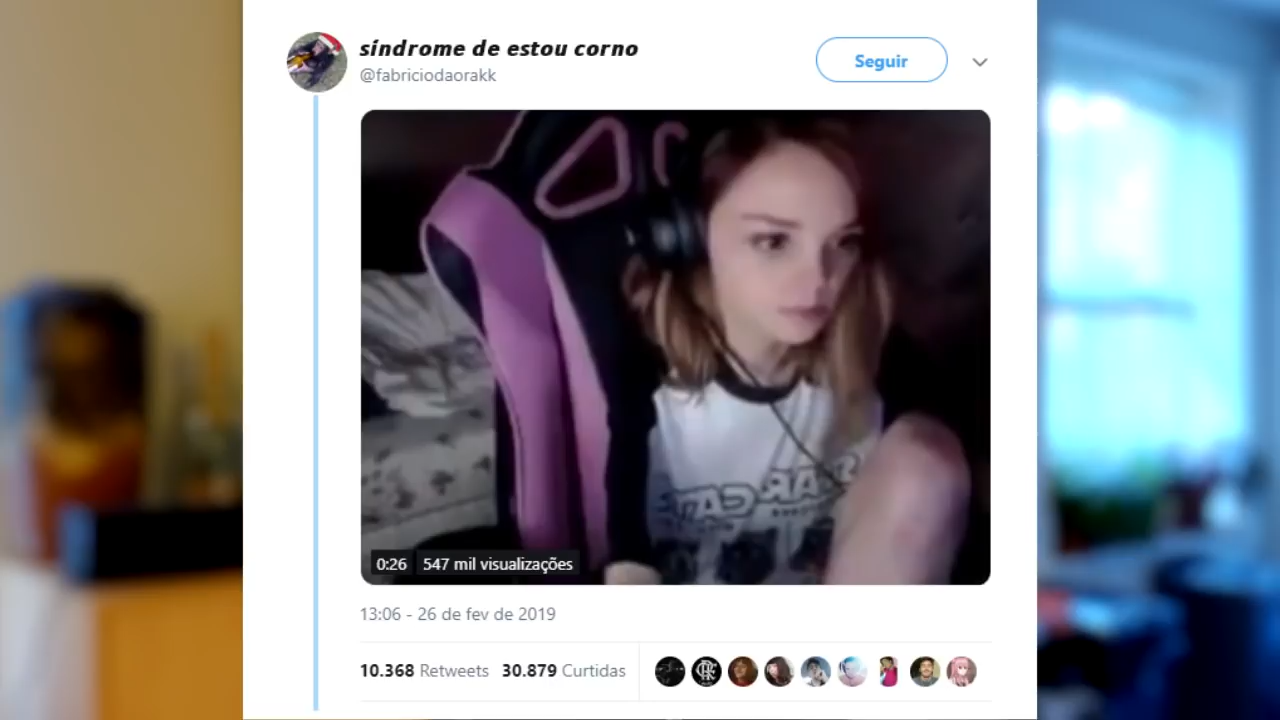 síndrome de estou corno
@fabriciodaorakk
Seguir
0:26 547 mil visualizações
13:06 - 26 de fev de 2019
10.368 Retweets 30.879 Curtidas